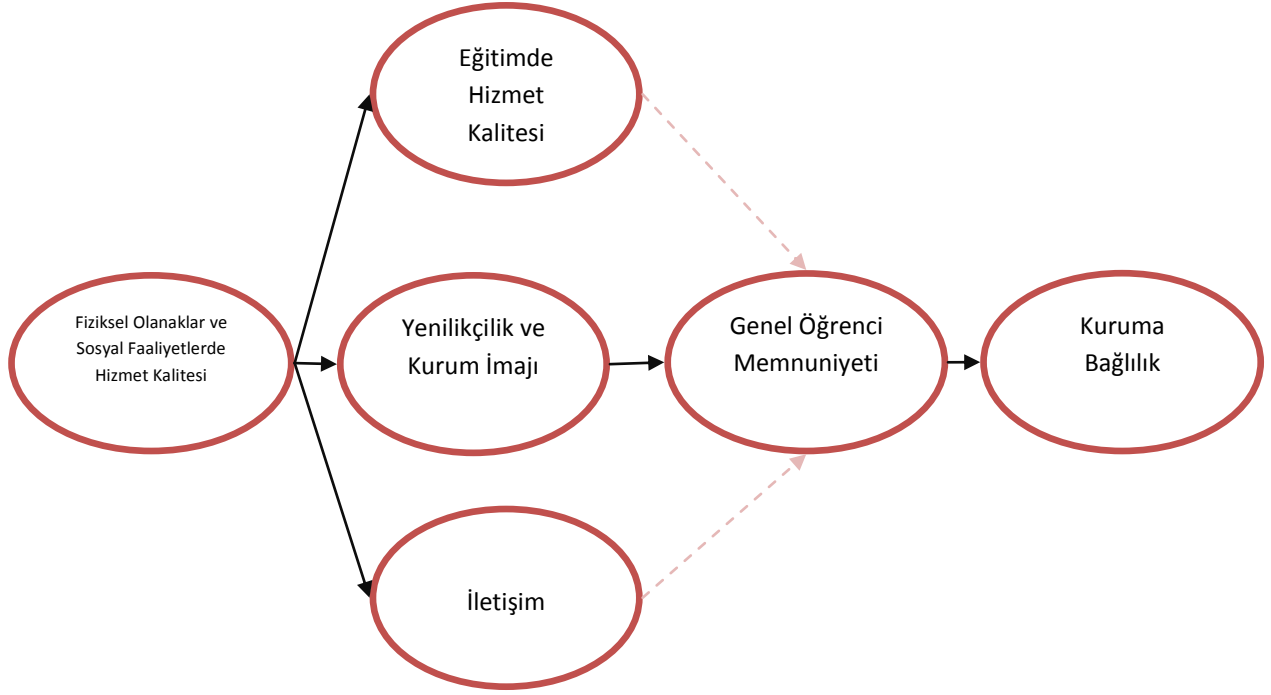 Eğitimde
Hizmet
Kalitesi
Fiziksel Olanaklar ve
Sosyal Faaliyetlerde
Hizmet Kalitesi
Yenilikçilik ve
Kurum İmajı
Genel Öğrenci
Memnuniyeti
Kuruma
Bağlılık
İletişim